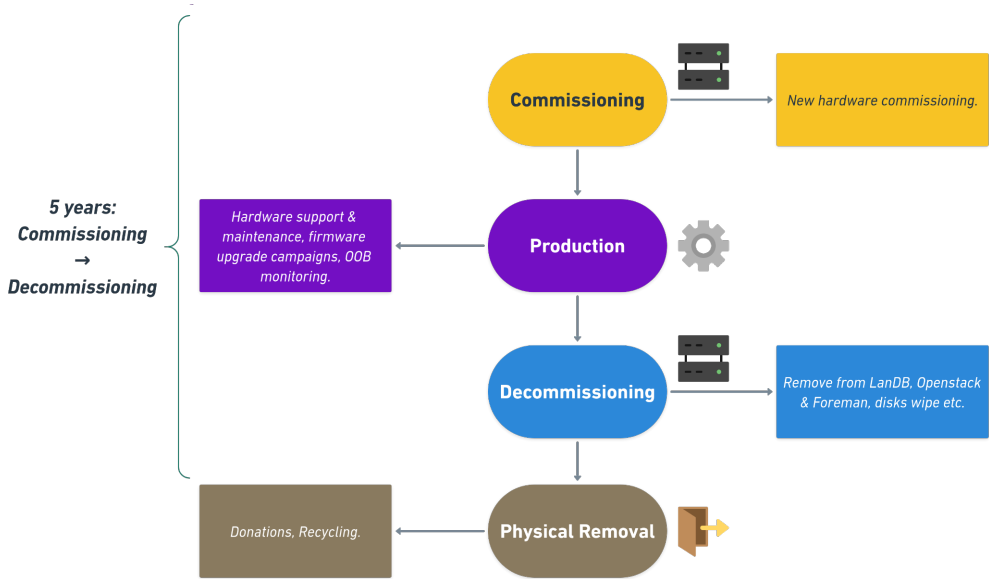 Commissioning
New hardware commissioning.
5 years:
Commissioning
→
Decommissioning
Hardware support &
maintenance, firmware
upgrade campaigns, OOB
monitoring.
Production
Decommissioning
Remove from LanDB, Openstack
& Foreman, disks wipe etc.
Donations, Recycling.
Physical Removal